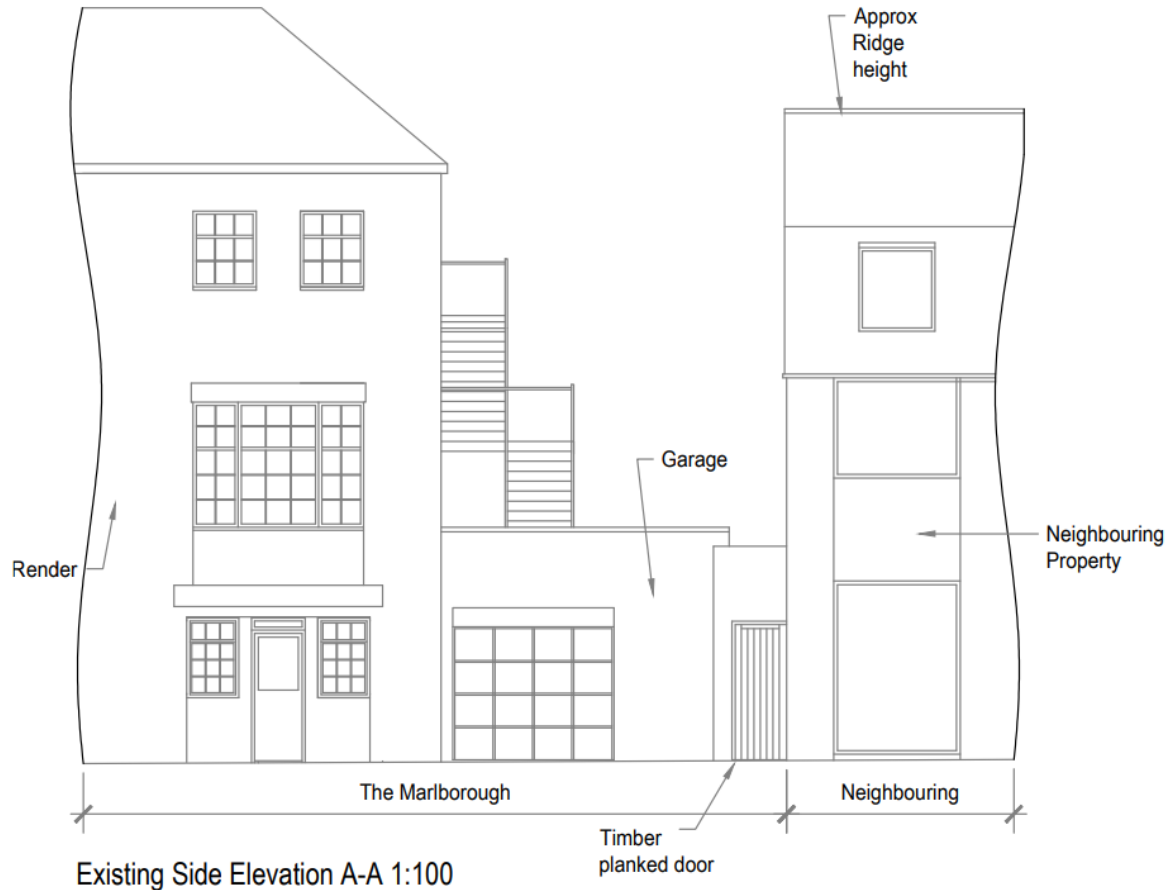 Approx
Ridge
height
Garage
Render
Neighbouring
Property
The Marlborough
Neighbouring
Timber
planked door
Existing Side Elevation A-A 1:100